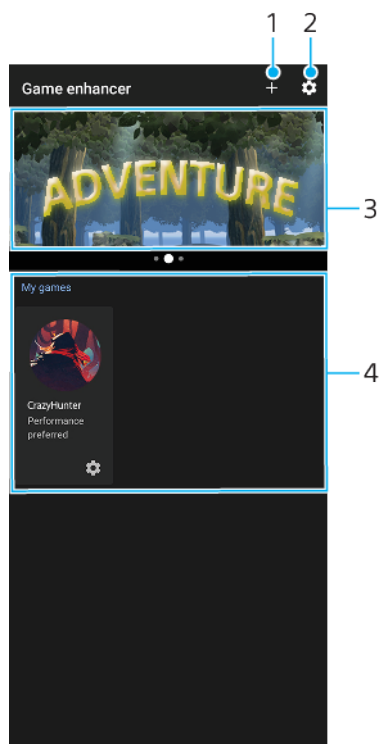 1 2
Game enhancer
ADVENTURE
3
My games
4
CrazyHunter
Performance
preferred